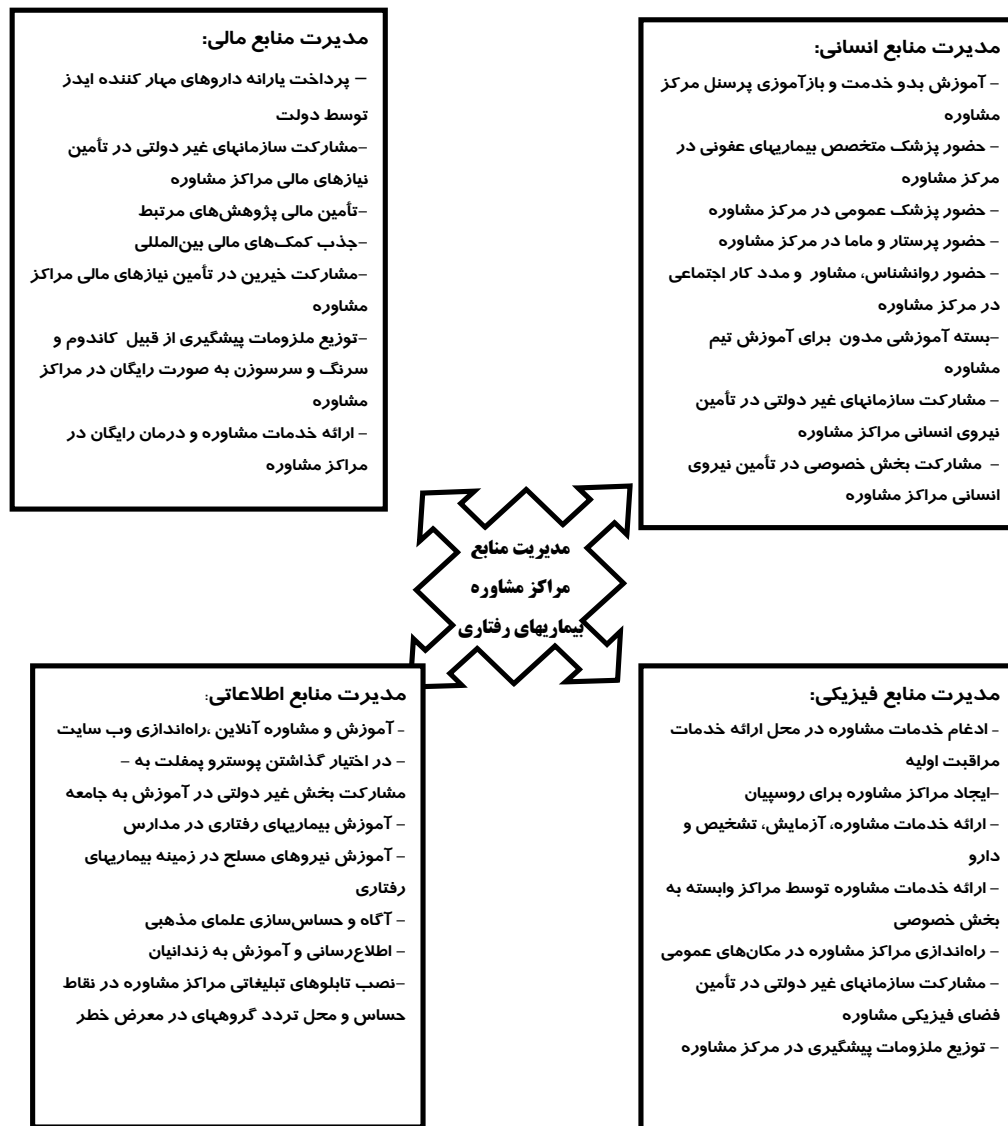 مدیرت منابع انسانی:
– آموزش بدو خدمت و بازآموزی پرسنل مرکز
مشاوره
– حضور پزشک متخصص بیماریهای عفونی در
مرکز مشاوره
– حضور پزشک عمومی در مرکز مشاوره
– حضور پرستار و ماما در مرکز مشاوره
– حضور روانشناس، مشاور و مدد کار اجتماعی
در مرکز مشاوره
–بسته آموزشی مدون برای آموزش تیم
مشاوره
– مشارکت سازمانهای غیر دولتی در تأمین
نیروی انسانی مراکز مشاوره
– مشارکت بخش خصوصی در تأمین نیروی
انسانی مراکز مشاوره
مدیرت منابع مالی:
– پرداخت یارانه داروهای مهار کننده ایدز
توسط دولت
–مشارکت سازمانهای غیر دولتی در تأمین
نیازهای مالی مراکز مشاوره
–تأمین مالی پژوهش‌های مرتبط
–جذب کمک‌های مالی بین‌المللی
–مشارکت خیرین در تأمین نیازهای مالی مراکز
مشاوره
–توزیع ملزومات پیشگیری از قبیل کاندوم و
سرنگ و سرسوزن به صورت رایگان در مراکز
مشاوره
– ارائه خدمات مشاوره و درمان رایگان در
مراکز مشاوره
مدیریت منابع
مراکز مشاوره
بیماریهای رفتاری
مدیرت منابع فیزیکی:
– ادغام خدمات مشاوره در محل ارائه خدمات
مراقبت اولیه
–ایجاد مراکز مشاوره برای روسپیان
– ارائه خدمات مشاوره، آزمایش، تشخیص و
دارو
– ارائه خدمات مشاوره توسط مراکز وابسته به
بخش خصوصی
– راه‌اندازی مراکز مشاوره در مکان‌های عمومی
– مشارکت سازمانهای غیر دولتی در تأمین
فضای فیزیکی مشاوره
– توزیع ملزومات پیشگیری در مرکز مشاوره
مدیرت منابع اطلاعاتی:
– آموزش و مشاوره آنلاین ،راه‌اندازی وب سایت
– در اختیار گذاشتن پوسترو پمفلت به –
مشارکت بخش غیر دولتی در آموزش به جامعه
– آموزش بیماریهای رفتاری در مدارس
– آموزش نیروهای مسلح در زمینه بیماریهای
رفتاری
– آگاه و حساس‌سازی علمای مذهبی
– اطلاع‌رسانی و آموزش به زندانیان
–نصب تابلوهای تبلیغاتی مراکز مشاوره در نقاط
حساس و محل تردد گروههای در معرض خطر